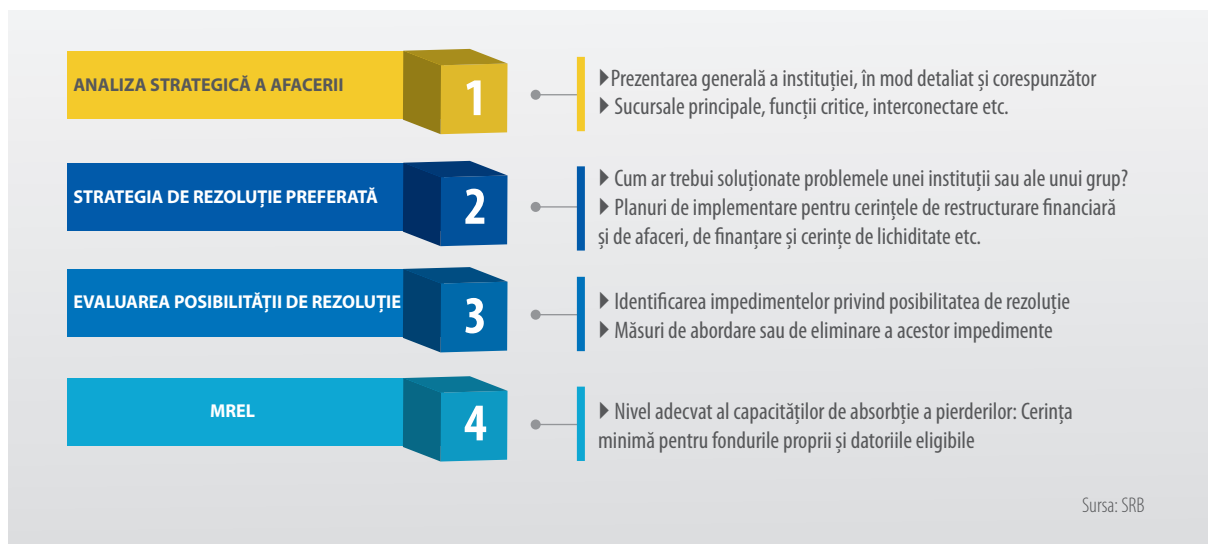 ANALIZA STRATEGICĂ A AFACERII
1
▶Prezentarea generală a instituției, în mod detaliat și corespunzător
▶ Sucursale principale, funcții critice, interconectare etc.
STRATEGIA DE REZOLUȚIE PREFERATĂ
2
▶ Cum ar trebui soluționate problemele unei instituții sau ale unui grup?
▶ Planuri de implementare pentru cerințele de restructurare financiară
și de afaceri, de finanțare și cerințe de lichiditate etc.
EVALUAREA POSIBILITĂȚII DE REZOLUȚIE
3
▶ Identificarea impedimentelor privind posibilitatea de rezoluție
▶ Măsuri de abordare sau de eliminare a acestor impedimente
MREL
4
▶ Nivel adecvat al capacităților de absorbție a pierderilor: Cerința
minimă pentru fondurile proprii și datoriile eligibile
Sursa: SRB